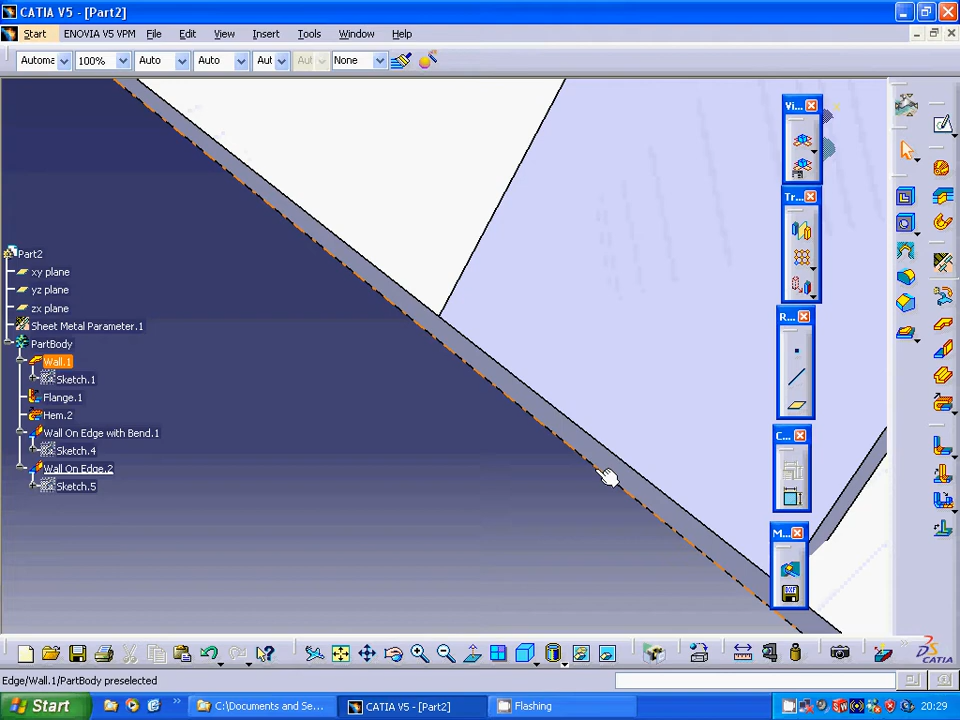 CATIA V5 - [Part2]
Start ENOVIA V5 VPM File Edit View Insert Tools Window Help
Automa 100% Auto Auto Aut Aut None
Vi...
Tr...
R...
C...
M...
Part2
xy plane
yz plane
zx plane
Sheet Metal Parameter.1
PartBody
Wall.1
Sketch.1
Flange.1
Hem.2
Wall On Edge with Bend.1
Sketch.4
Wall On Edge.2
Sketch.5
DXF
CATIA
Edge/Wall.1/PartBody preselected
Start C:\Documents and Se... CATIA V5 - [Part2] Flashing 20:29